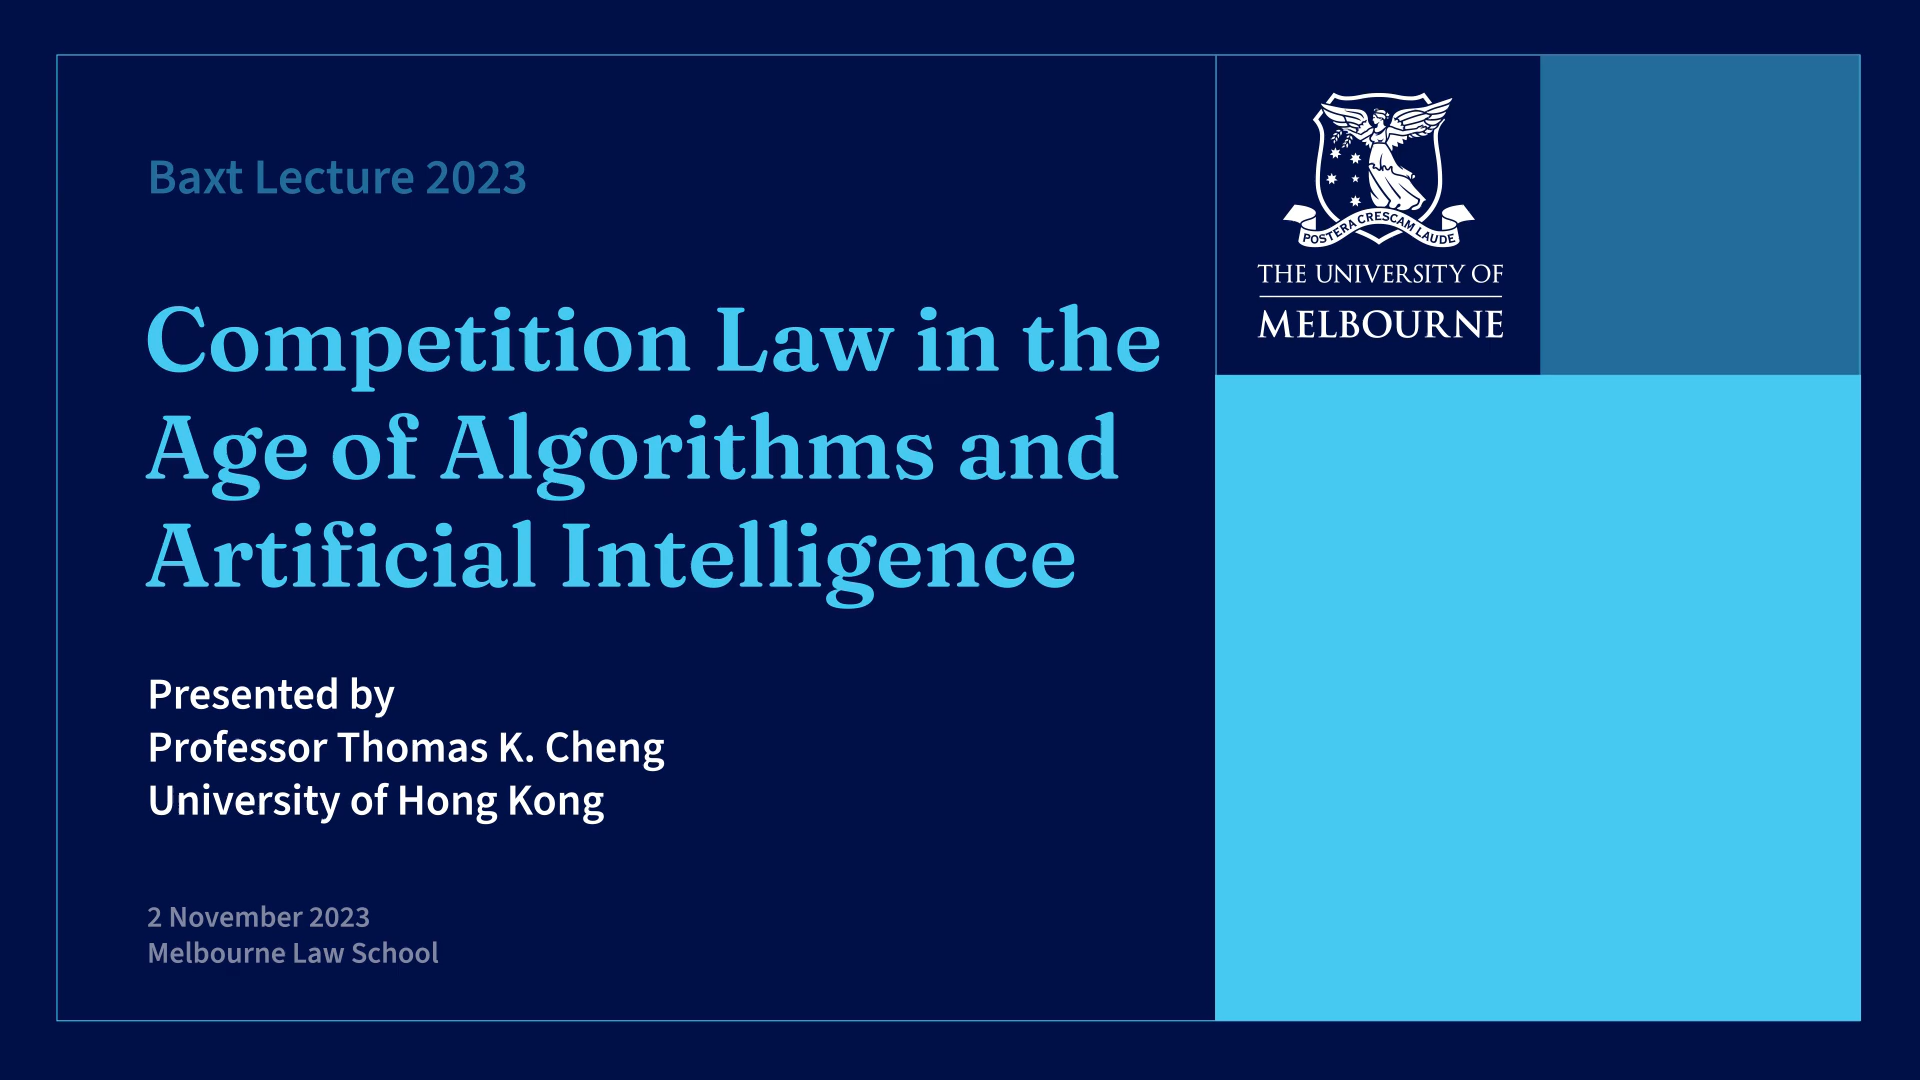 Baxt Lecture 2023
Competition Law in the
Age of Algorithms and
Artificial Intelligence
Presented by
Professor Thomas K. Cheng
University of Hong Kong
2 November 2023
Melbourne Law School
POSTERA CRESCAM LAUDE
THE UNIVERSITY OF
MELBOURNE